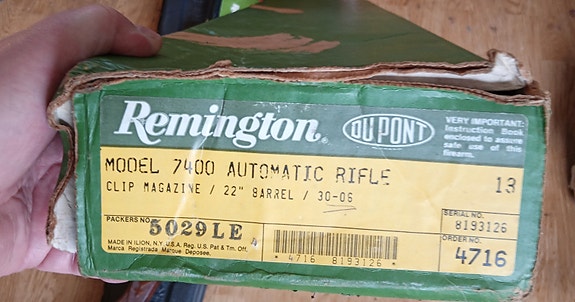 Remington®
DU PONT
VERY IMPORTANT:
Instruction Book
enclosed to assure
safe use of this
firearm.
MODEL 7400 AUTOMATIC RIFLE
13
CLIP MAGAZINE / 22" BARREL / 30-06
PACKERS NO.
5029LE 4
SERIAL NO.
8193126
ORDER NO.
4716
MADE IN ILION, N.Y. U.S.A. Reg. U.S. Pat & Tm. Off.
Marca Registrada. Marque Deposee.
* 4716 8193126 *